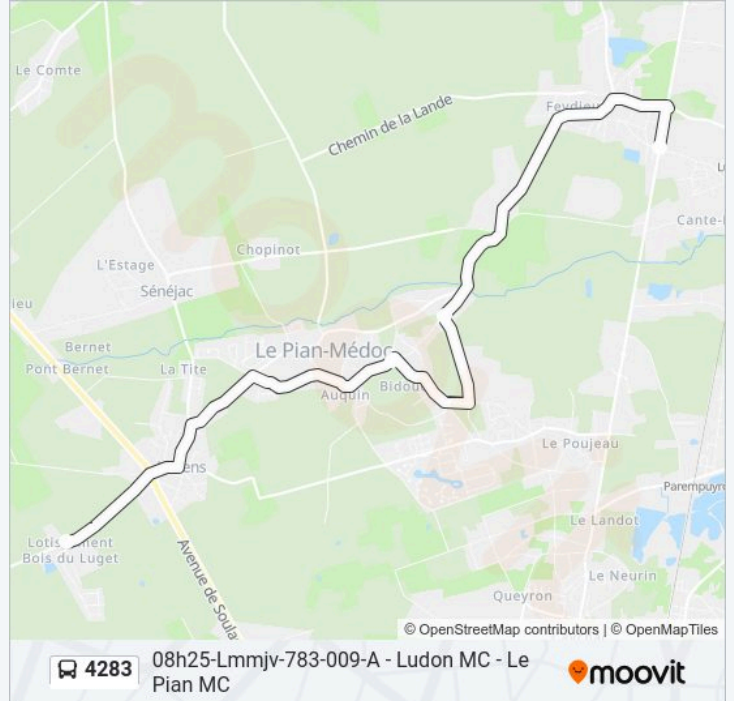 Le Comte
Feydieu
Chemin de la Lande
Cante-
Chopinot
L'Estage
Sénéjac
ieu
Bernet
Pont Bernet
La Tite
Le Pian-Médoc
Bidou
Auquin
ens
Le Poujeau
Parempuyre
Lotissement
Bois du Luget
Le Landot
Avenue de Soula
Le Neurin
Queyron
© OpenStreetMap contributors | © OpenMapTiles
4283
08h25-Lmmjv-783-009-A - Ludon MC - Le
Pian MC
moovit